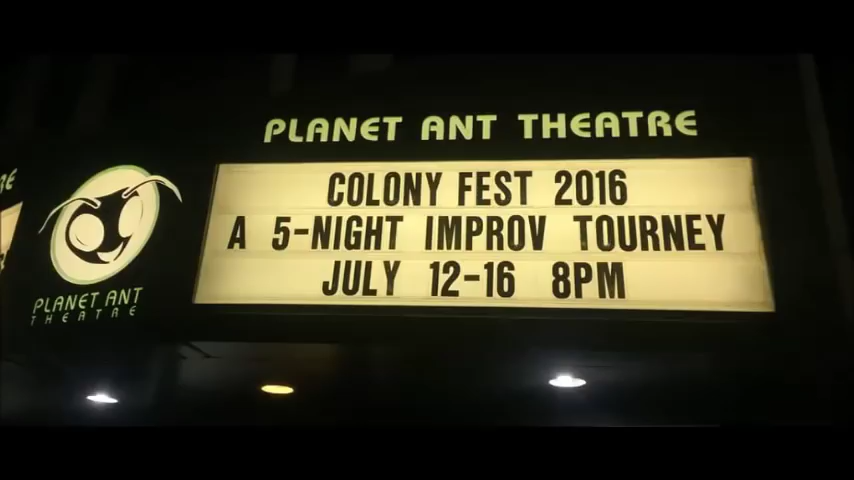 PLANET ANT THEATRE
COLONY FEST 2016
A 5-NIGHT IMPROV TOURNEY
JULY 12-16 8PM
PLANET ANT
THEATRE